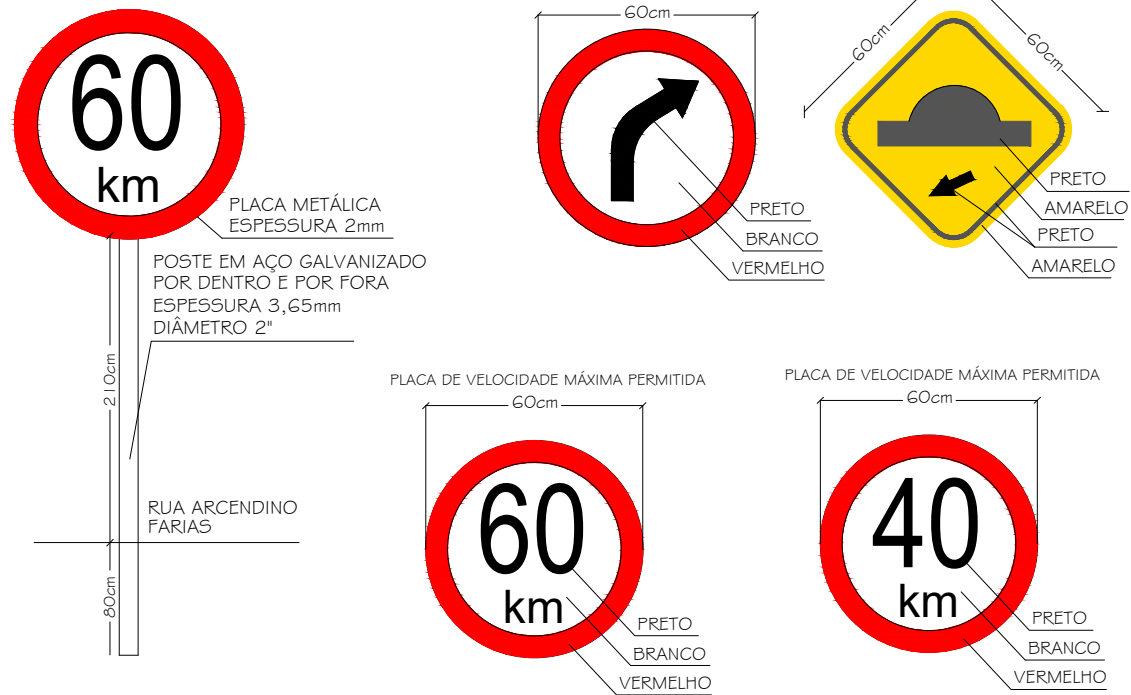 60
km
PLACA METÁLICA
ESPESSURA 2mm
POSTE EM AÇO GALVANIZADO
POR DENTRO E POR FORA
ESPESSURA 3,65mm
DIÂMETRO 2"
210cm
RUA ARCENDINO
FARIAS
80cm
60cm
PRETO
BRANCO
VERMELHO
60cm
60cm
PRETO
AMARELO
PRETO
AMARELO
PLACA DE VELOCIDADE MÁXIMA PERMITIDA
60cm
60
km
PRETO
BRANCO
VERMELHO
PLACA DE VELOCIDADE MÁXIMA PERMITIDA
60cm
40
km
PRETO
BRANCO
VERMELHO